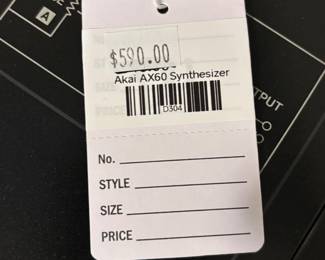 A
$590.00
Akai AX60 Synthesizer
D304
OUTPUT
No.
STYLE
SIZE
PRICE